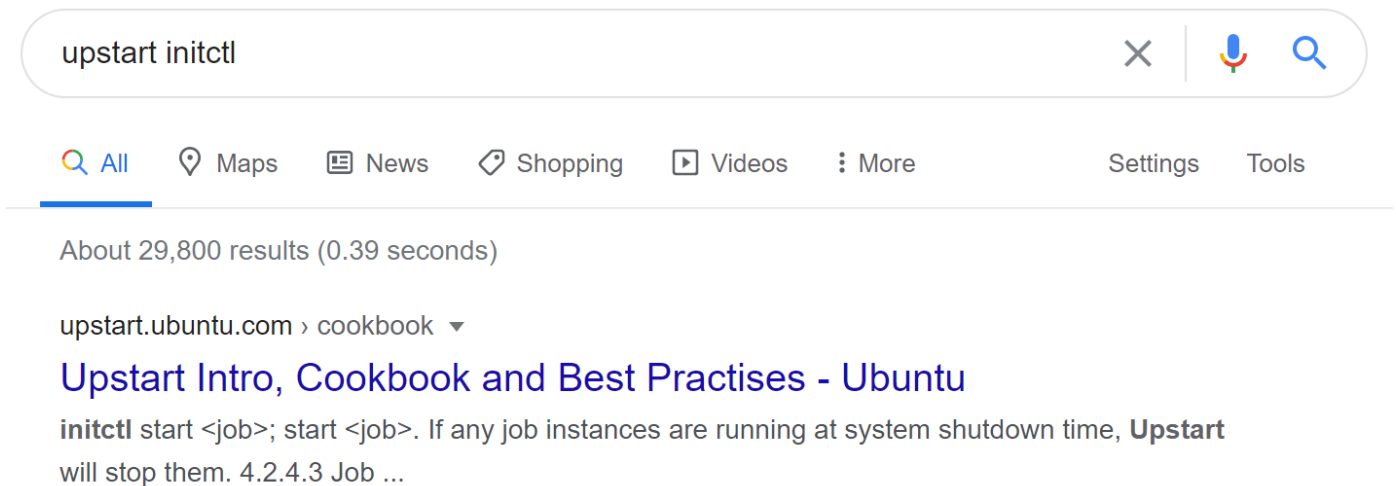 upstart initctl
All Maps News Shopping Videos More Settings Tools
About 29,800 results (0.39 seconds)
upstart.ubuntu.com › cookbook
Upstart Intro, Cookbook and Best Practises - Ubuntu
initctl start <job>; start <job>. If any job instances are running at system shutdown time, Upstart
will stop them. 4.2.4.3 Job ...